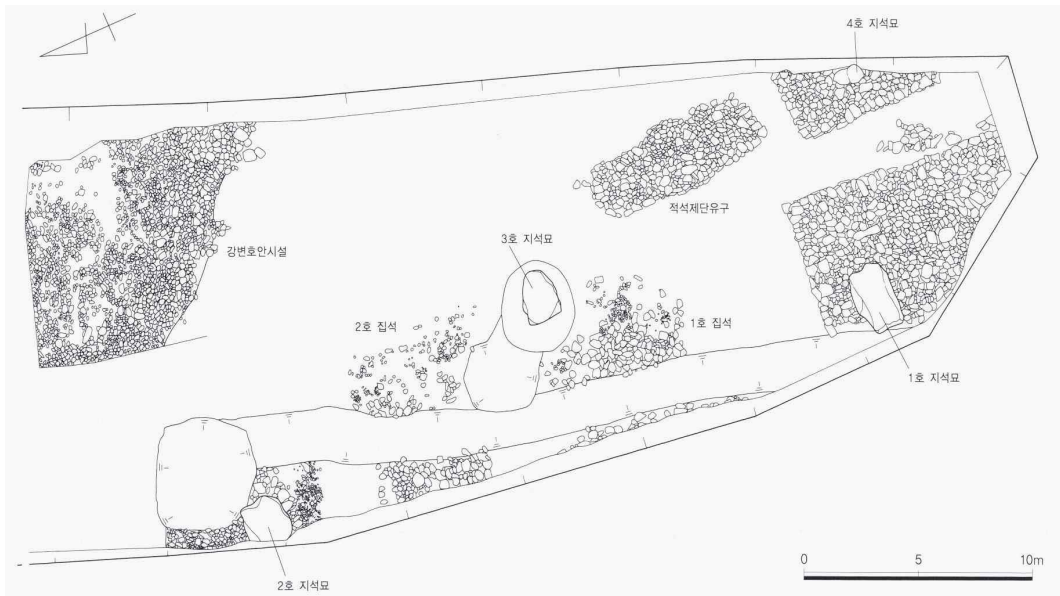 4호 지석묘
적석제단유구
강변호안시설
3호 지석묘
2호 집석
1호 집석
1호 지석묘
2호 지석묘
0 5 10m